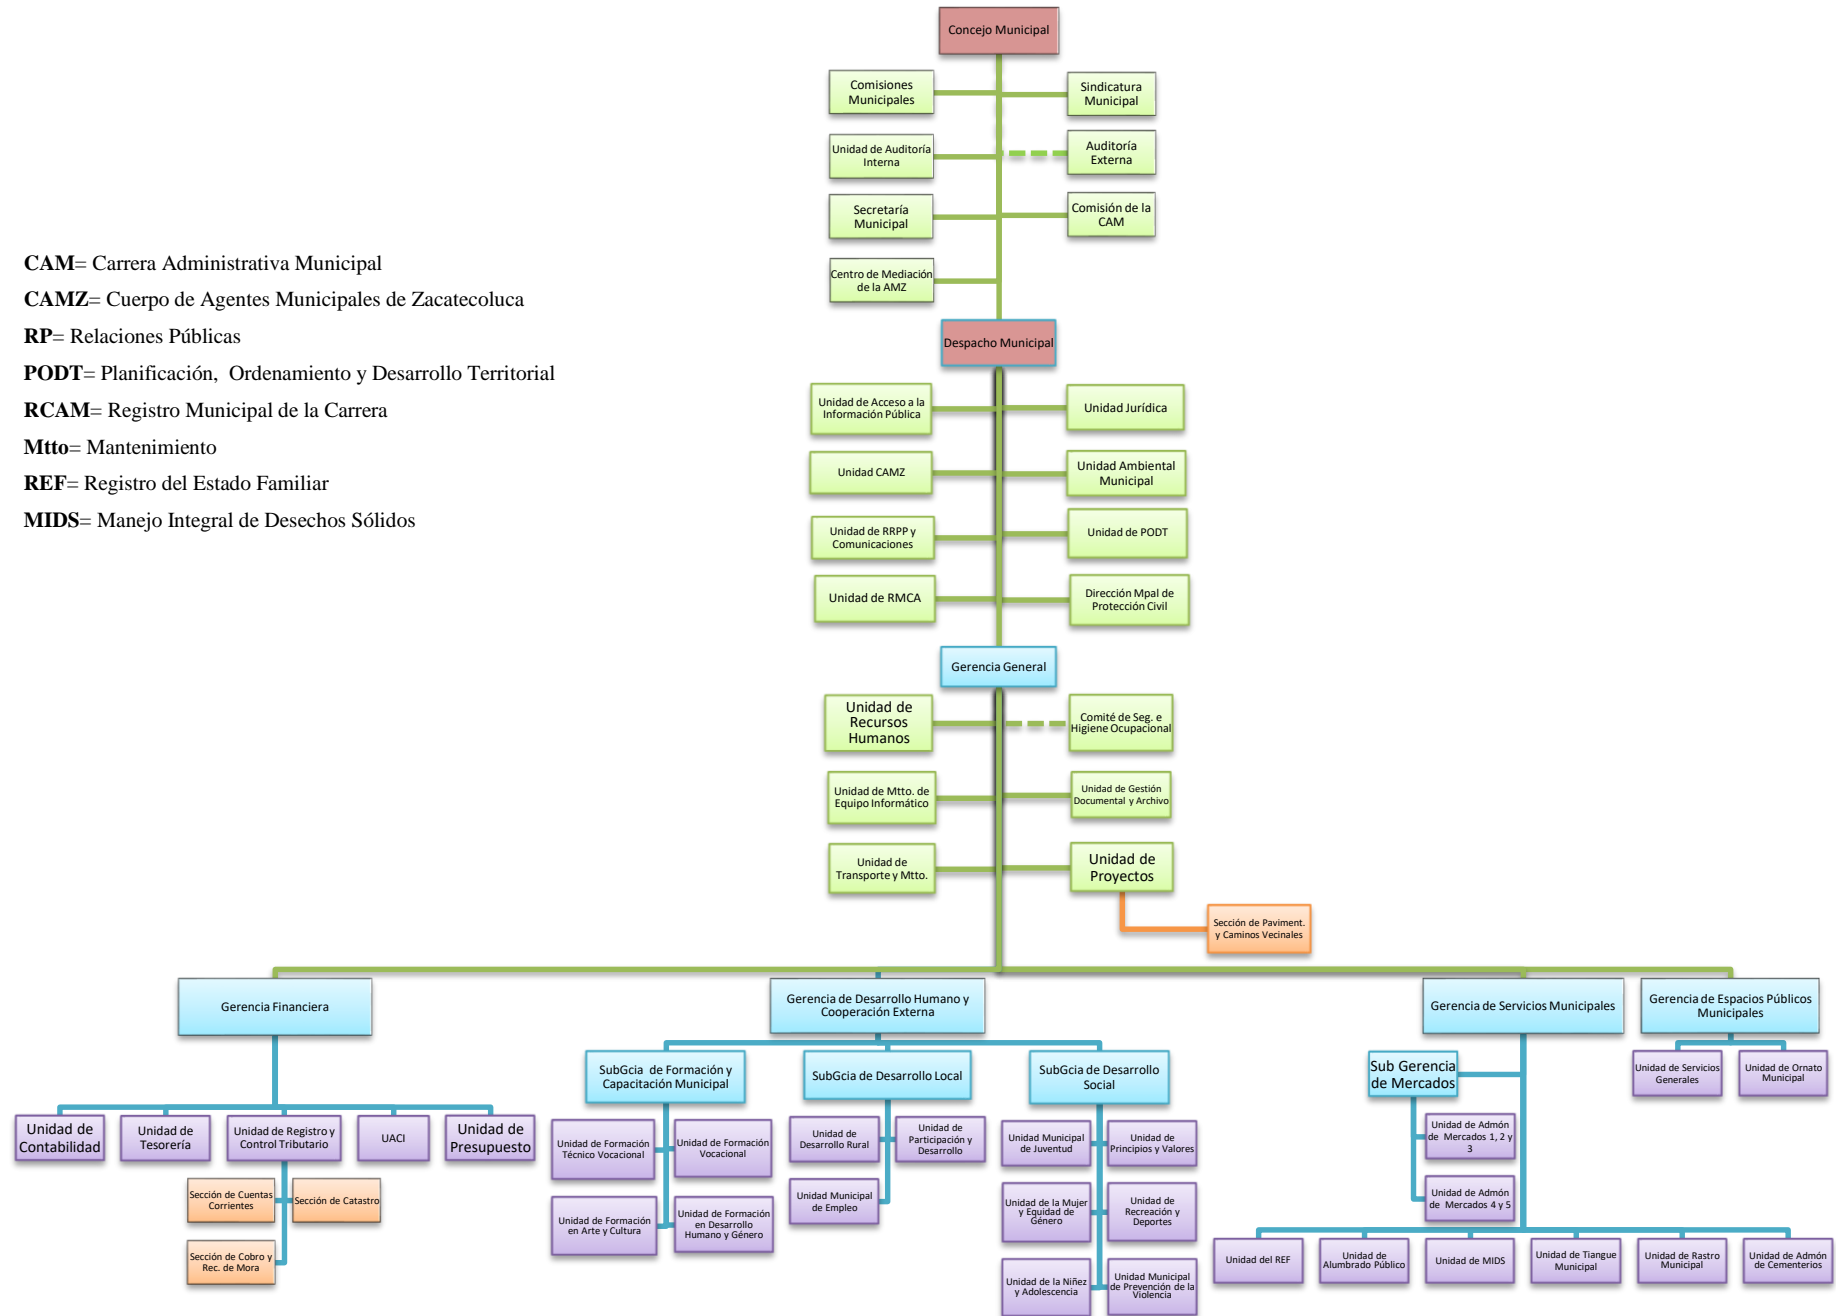 Concejo Municipal
Comisiones
Municipales
Sindicatura
Municipal
Unidad de Auditoría
Interna
Auditoría
Externa
Secretaría
Municipal
Comisión de la
CAM
Centro de Mediación
de la AMZ
CAM= Carrera Administrativa Municipal
CAMZ= Cuerpo de Agentes Municipales de Zacatecoluca
RP= Relaciones Públicas
PODT= Planificación, Ordenamiento y Desarrollo Territorial
RCAM= Registro Municipal de la Carrera
Mtto= Mantenimiento
REF= Registro del Estado Familiar
MIDS= Manejo Integral de Desechos Sólidos
Despacho Municipal
Unidad de Acceso a la
Información Pública
Unidad Jurídica
Unidad CAMZ
Unidad Ambiental
Municipal
Unidad de RRPP y
Comunicaciones
Unidad de PODT
Unidad de RMCA
Dirección Mpal de
Protección Civil
Gerencia General
Unidad de
Recursos
Humanos
Comité de Seg. e
Higiene Ocupacional
Unidad de Mtto. de
Equipo Informático
Unidad de Gestión
Documental y Archivo
Unidad de
Transporte y Mtto.
Unidad de
Proyectos
Sección de Paviment.
y Caminos Vecinales
Gerencia Financiera
Gerencia de Desarrollo Humano y
Cooperación Externa
Gerencia de Servicios Municipales
Gerencia de Espacios Públicos
Municipales
Unidad de
Contabilidad
Unidad de
Tesorería
Unidad de Registro y
Control Tributario
UACI
Unidad de
Presupuesto
Sección de Cuentas
Corrientes
Sección de Catastro
Sección de Cobro y
Rec. de Mora
SubGcia de Formación y
Capacitación Municipal
SubGcia de Desarrollo Local
SubGcia de Desarrollo
Social
Unidad de Formación
Técnico Vocacional
Unidad de Formación
Vocacional
Unidad de Formación
en Arte y Cultura
Unidad de Formación
en Desarrollo
Humano y Género
Unidad de
Desarrollo Rural
Unidad de
Participación y
Desarrollo
Unidad Municipal
de Empleo
Unidad Municipal
de Juventud
Unidad de
Principios y Valores
Unidad de la Mujer
y Equidad de
Género
Unidad de
Recreación y
Deportes
Unidad de la Niñez
y Adolescencia
Unidad Municipal
de Prevención de la
Violencia
Sub Gerencia
de Mercados
Unidad de Admón
de Mercados 1, 2 y
3
Unidad de Admón
de Mercados 4 y 5
Unidad del REF
Unidad de
Alumbrado Público
Unidad de MIDS
Unidad de Tiangue
Municipal
Unidad de Rastro
Municipal
Unidad de Admón
de Cementerios
Unidad de Servicios
Generales
Unidad de Ornato
Municipal